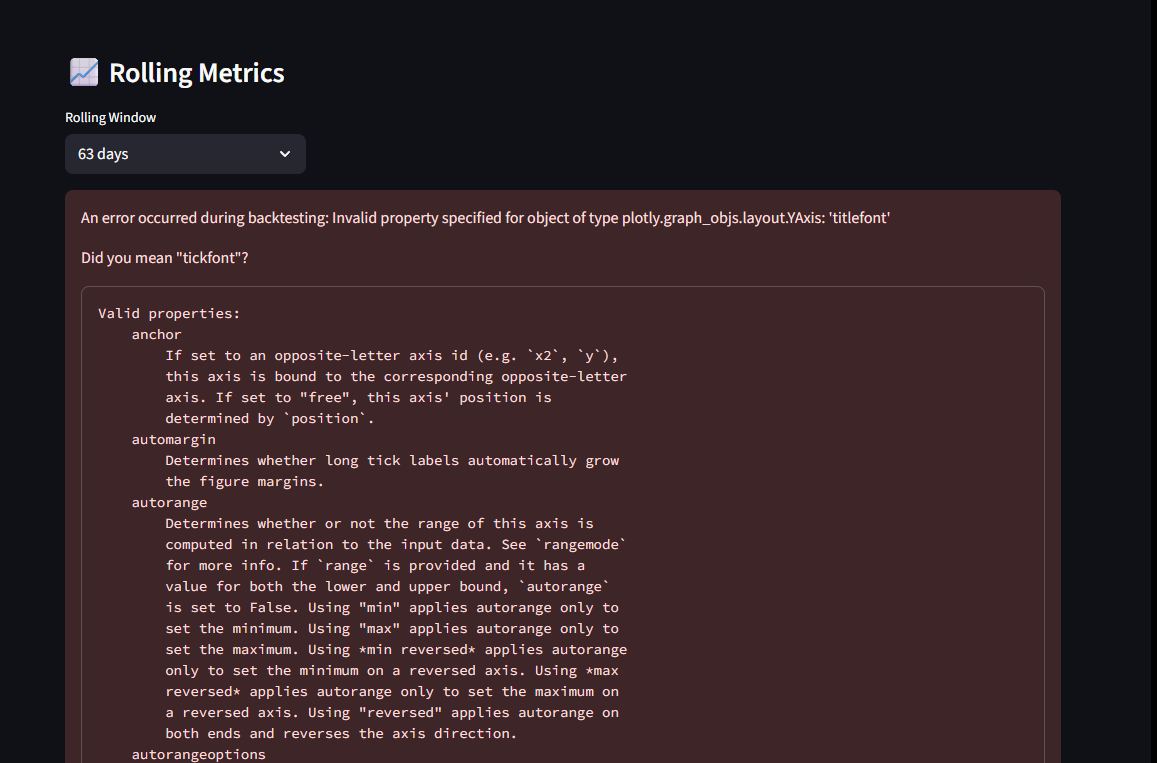 Rolling Metrics
Rolling Window
63 days
An error occurred during backtesting: Invalid property specified for object of type plotly.graph_objs.layout.YAxis: 'titlefont'
Did you mean "tickfont"?
Valid properties:
anchor
If set to an opposite-letter axis id (e.g. `x2`, `y`),
this axis is bound to the corresponding opposite-letter
axis. If set to "free", this axis' position is
determined by `position`.
automargin
Determines whether long tick labels automatically grow
the figure margins.
autorange
Determines whether or not the range of this axis is
computed in relation to the input data. See `rangemode`
for more info. If `range` is provided and it has a
value for both the lower and upper bound, `autorange`
is set to False. Using "min" applies autorange only to
set the minimum. Using "max" applies autorange only to
set the maximum. Using *min reversed* applies autorange
only to set the minimum on a reversed axis. Using *max
reversed* applies autorange only to set the maximum on
a reversed axis. Using "reversed" applies autorange on
both ends and reverses the axis direction.
autorangeoptions